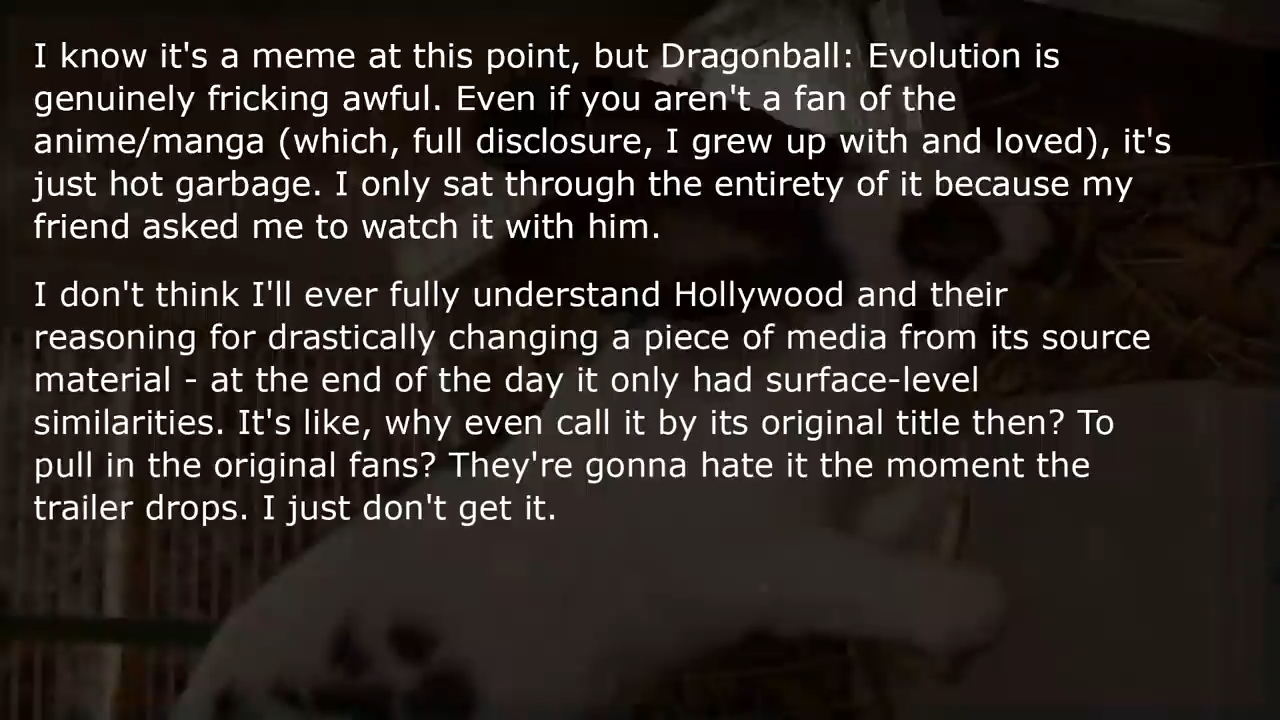 I know it's a meme at this point, but Dragonball: Evolution is
genuinely fricking awful. Even if you aren't a fan of the
anime/manga (which, full disclosure, I grew up with and loved), it's
just hot garbage. I only sat through the entirety of it because my
friend asked me to watch it with him.
I don't think I'll ever fully understand Hollywood and their
reasoning for drastically changing a piece of media from its source
material - at the end of the day it only had surface-level
similarities. It's like, why even call it by its original title then? To
pull in the original fans? They're gonna hate it the moment the
trailer drops. I just don't get it.